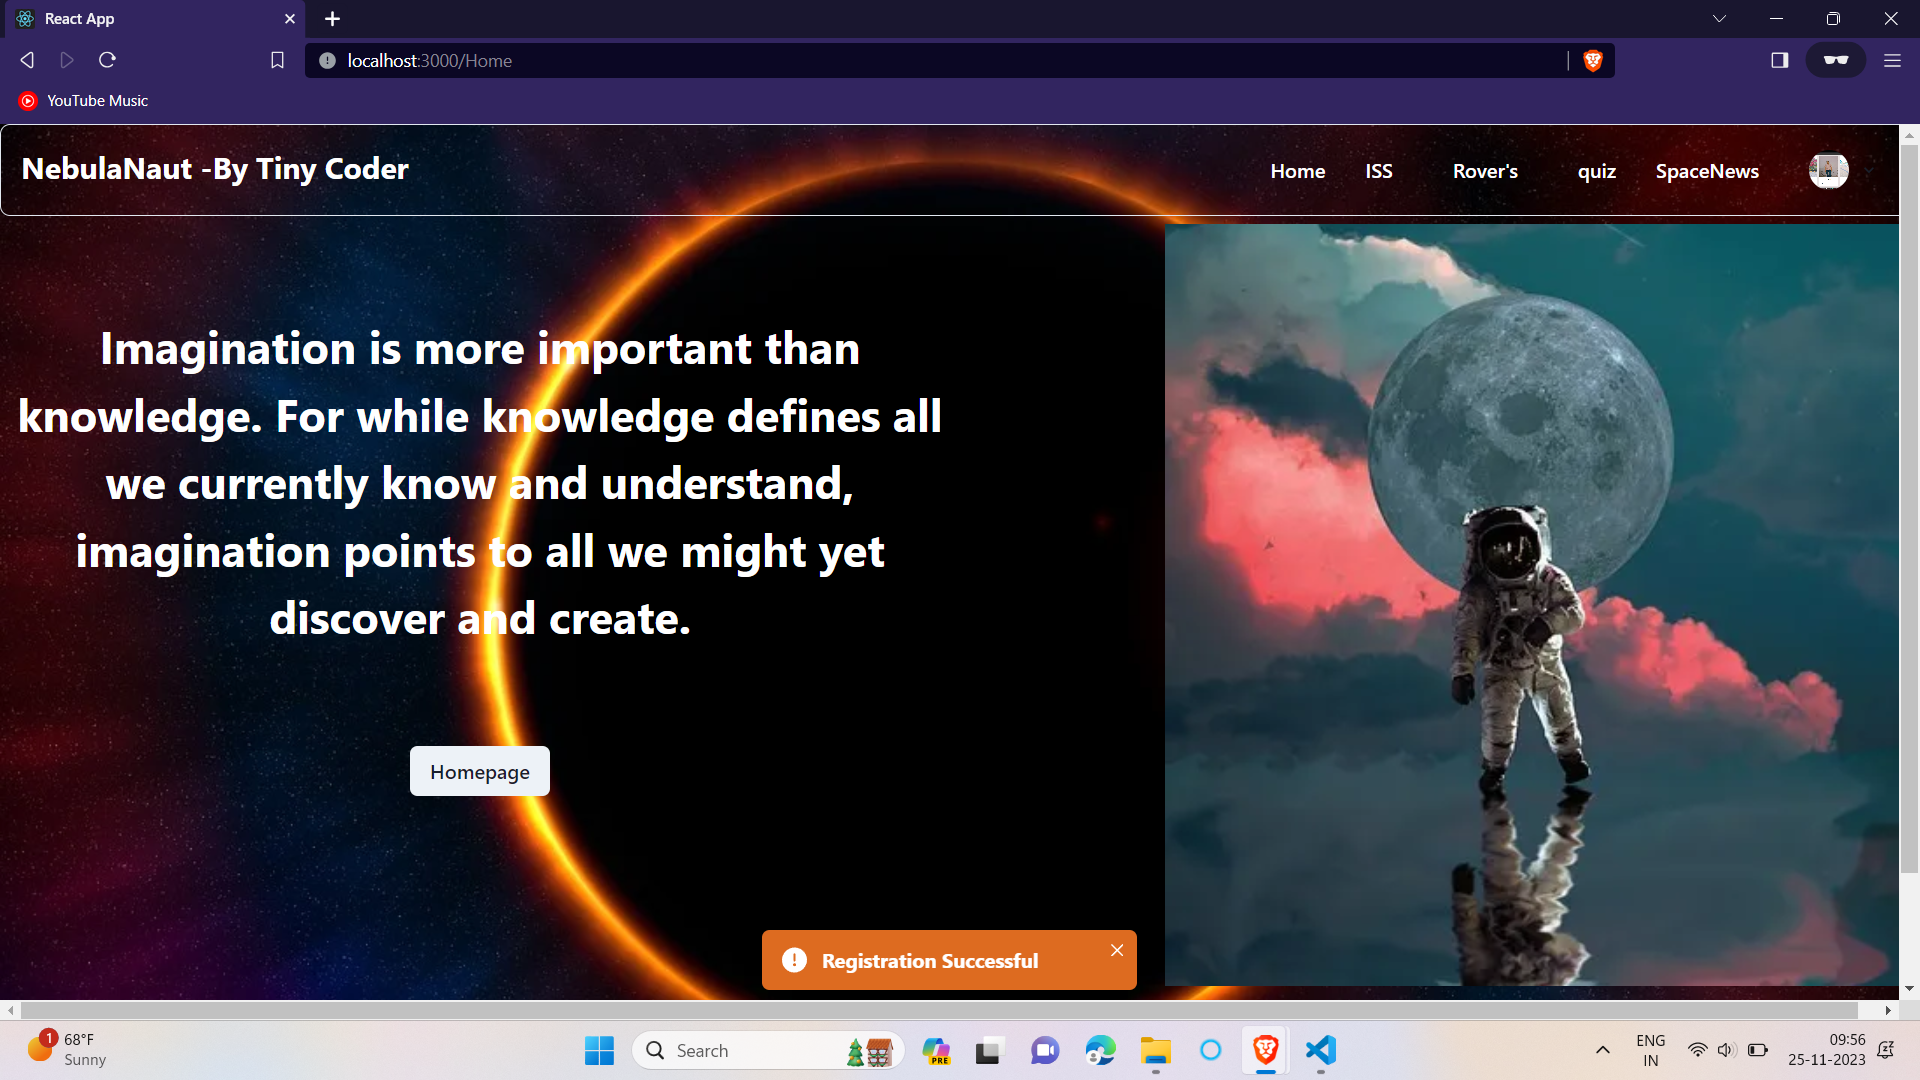 React App
localhost:3000/Home
YouTube Music
NebulaNaut -By Tiny Coder
Home ISS Rover's quiz SpaceNews
Imagination is more important than
knowledge. For while knowledge defines all
we currently know and understand,
imagination points to all we might yet
discover and create.
Homepage
Registration Successful
1
68°F
Sunny
Search
PRE
ENG
IN
09:56
25-11-2023